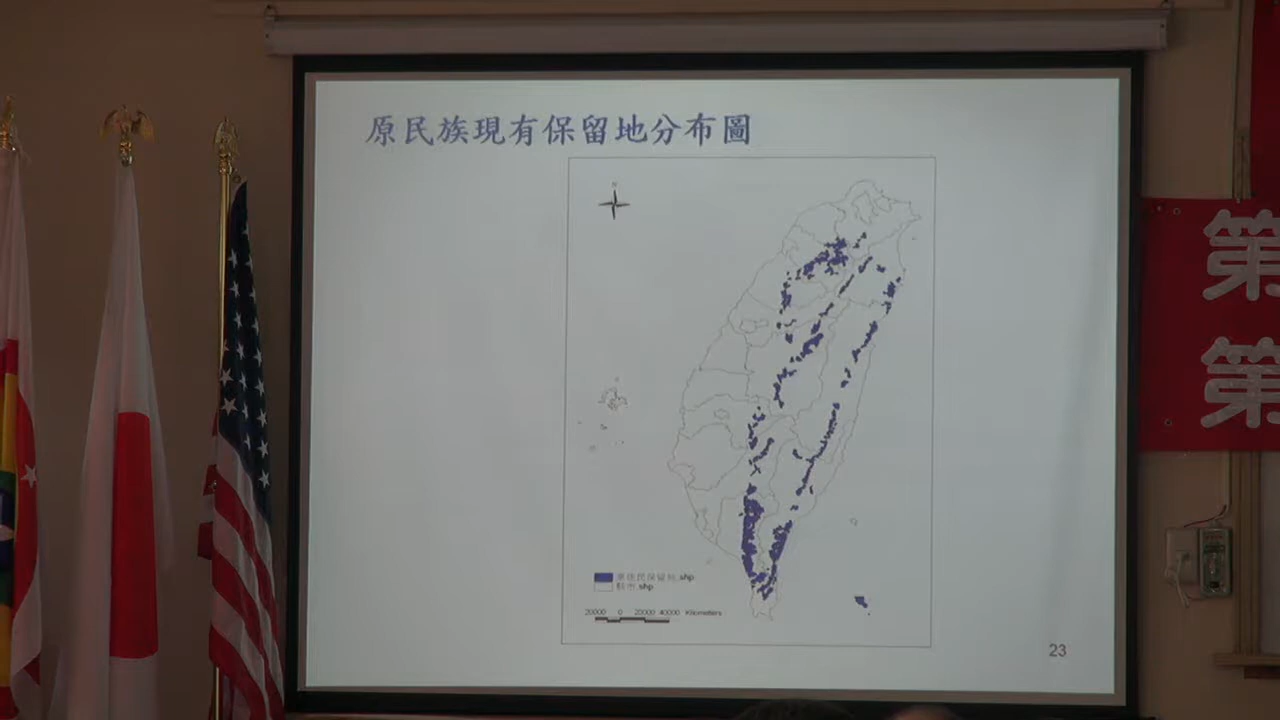 原民族現有保留地分布圖
N
原住民保留地.shp
縣市.shp
20000 0 20000 40000 Kilometers
23
第
第